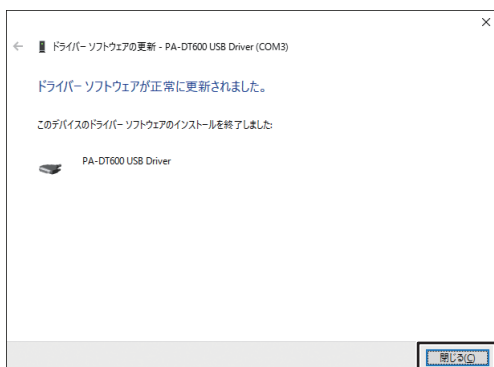 ドライバー ソフトウェアの更新 - PA-DT600 USB Driver (COM3)
ドライバー ソフトウェアが正常に更新されました。
このデバイスのドライバー ソフトウェアのインストールを終了しました:
PA-DT600 USB Driver
閉じる(C)